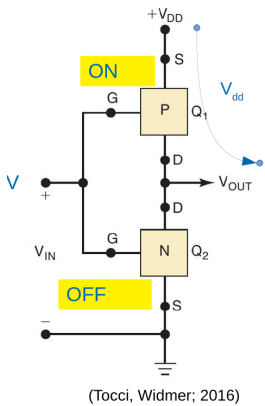 +VDD
S
ON
Vdd
G
P
Q1
D
V
+
VOUT
D
G
VIN
N
Q2
OFF
S
−
(Tocci, Widmer; 2016)